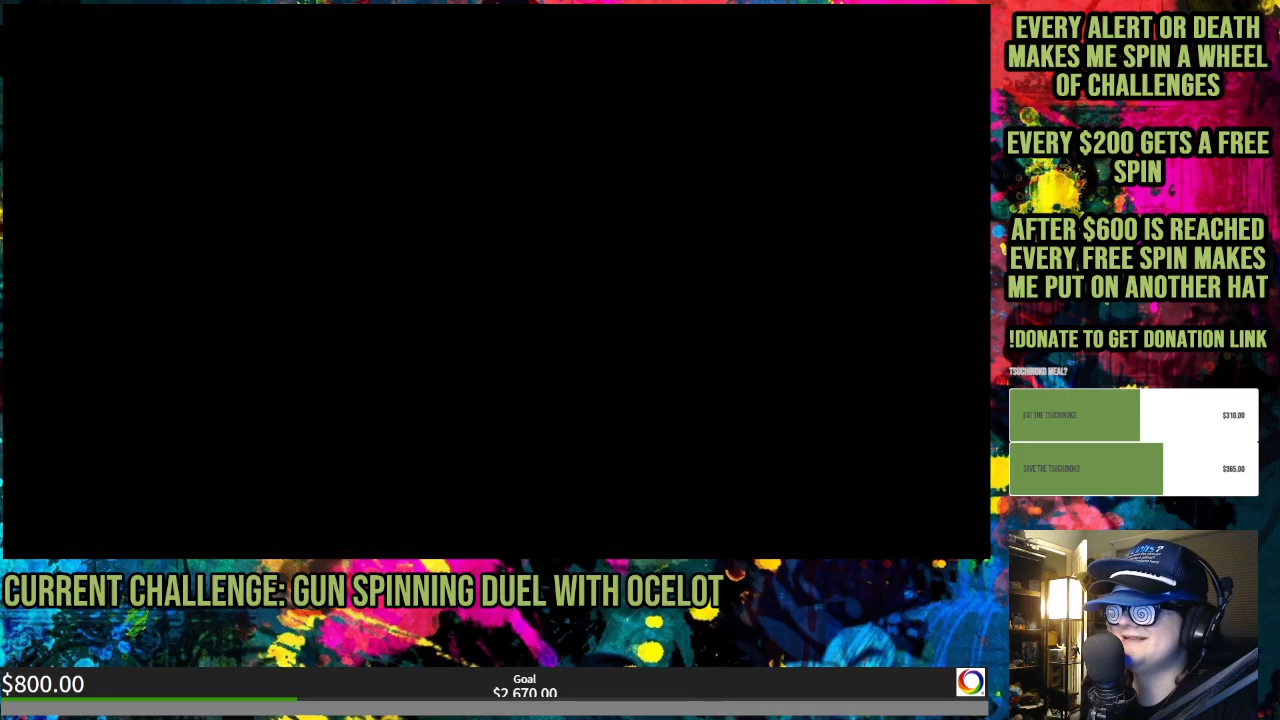 EVERY ALERT OR DEATH
MAKES ME SPIN A WHEEL
OF CHALLENGES
EVERY $200 GETS A FREE
SPIN
AFTER $600 IS REACHED
EVERY FREE SPIN MAKES
ME PUT ON ANOTHER HAT
!DONATE TO GET DONATION LINK
TSUCHINOKO MEAL?
EAT THE TSUCHINOKO $310.00
SAVE THE TSUCHINOKO $365.00
CURRENT CHALLENGE: GUN SPINNING DUEL WITH OCELOT
$800.00
Goal
$2,670.00